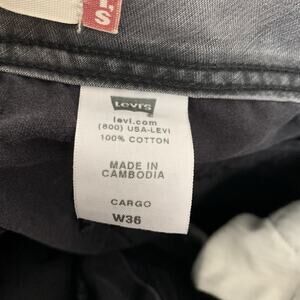 LEVI'S
levi.com
(800) USA-LEVI
100% COTTON
MADE IN
CAMBODIA
CARGO
W36